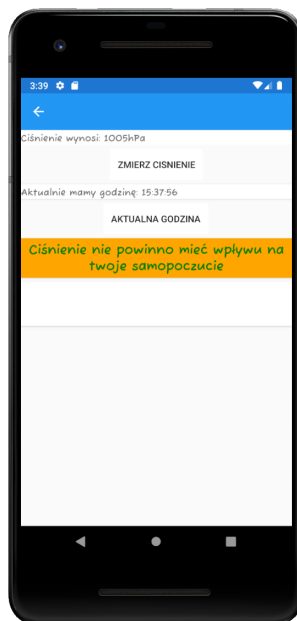 3:39
Ciśnienie wynosi: 1005hPa
ZMIERZ CISNIENIE
Aktualnie mamy godzinę: 15:37:56
AKTUALNA GODZINA
Ciśnienie nie powinno mieć wpływu na
twoje samopoczucie